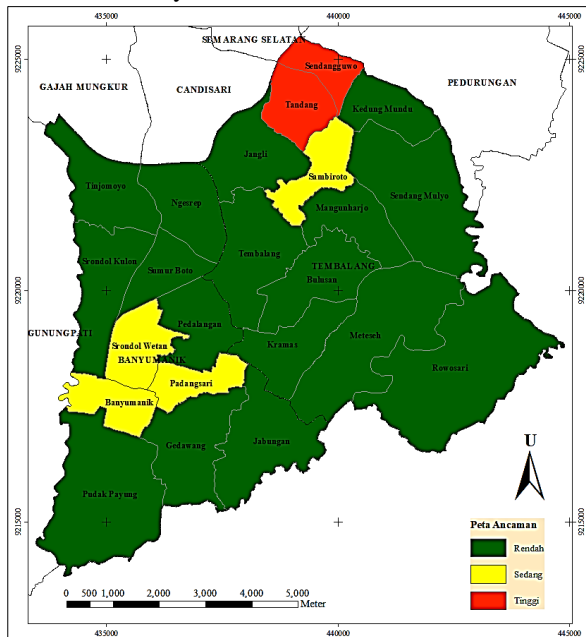 435000 440000 445000
SEMARANG SELATAN
9225000 9225000
Sendangguwo
GAJAH MUNGKUR
CANDISARI
PEDURUNGAN
Tandang
Kedung Mundu
Jangli
Sambiroto
Tinjomoyo
Ngesrep
Sendang Mulyo
Mangunharjo
Srondol Kulon
Tembalang
Sumur Boto
TEMBALANG
Bulusan
9220000 9220000
GUNUNGPATI
Pedalangan
Meteseh
Kramas
Srondol Wetan
BANYUMANIK
Rowosari
Padangsari
Banyumanik
Gedawang
Jabungan
U
Pudak Payung
9215000 9215000
Peta Ancaman
Rendah
Sedang
Tinggi
0 500 1,000 2,000 3,000 4,000 5,000
Meter
435000 440000 445000